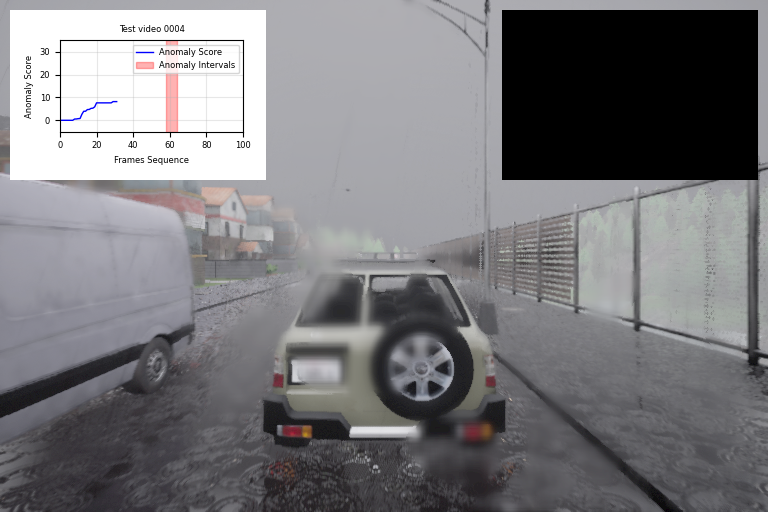 Test video 0004
Anomaly Score
Anomaly Intervals
30
20
10
0
0 20 40 60 80 100
Anomaly Score
Frames Sequence